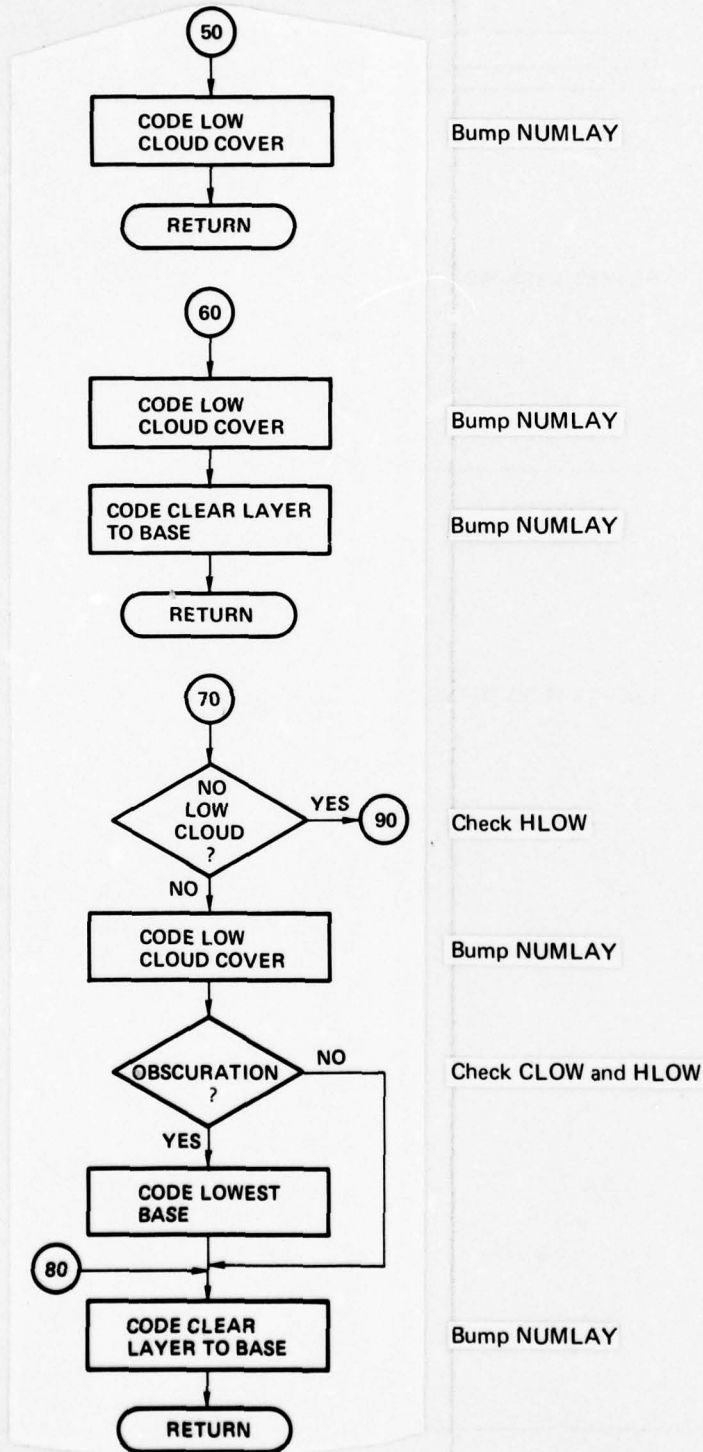 50
CODE LOW
CLOUD COVER
Bump NUMLAY
RETURN
60
CODE LOW
CLOUD COVER
Bump NUMLAY
CODE CLEAR LAYER
TO BASE
Bump NUMLAY
RETURN
70
NO
LOW
CLOUD
?
YES
90
Check HLOW
NO
CODE LOW
CLOUD COVER
Bump NUMLAY
OBSCURATION
?
NO
Check CLOW and HLOW
YES
CODE LOWEST
BASE
80
CODE CLEAR
LAYER TO BASE
Bump NUMLAY
RETURN